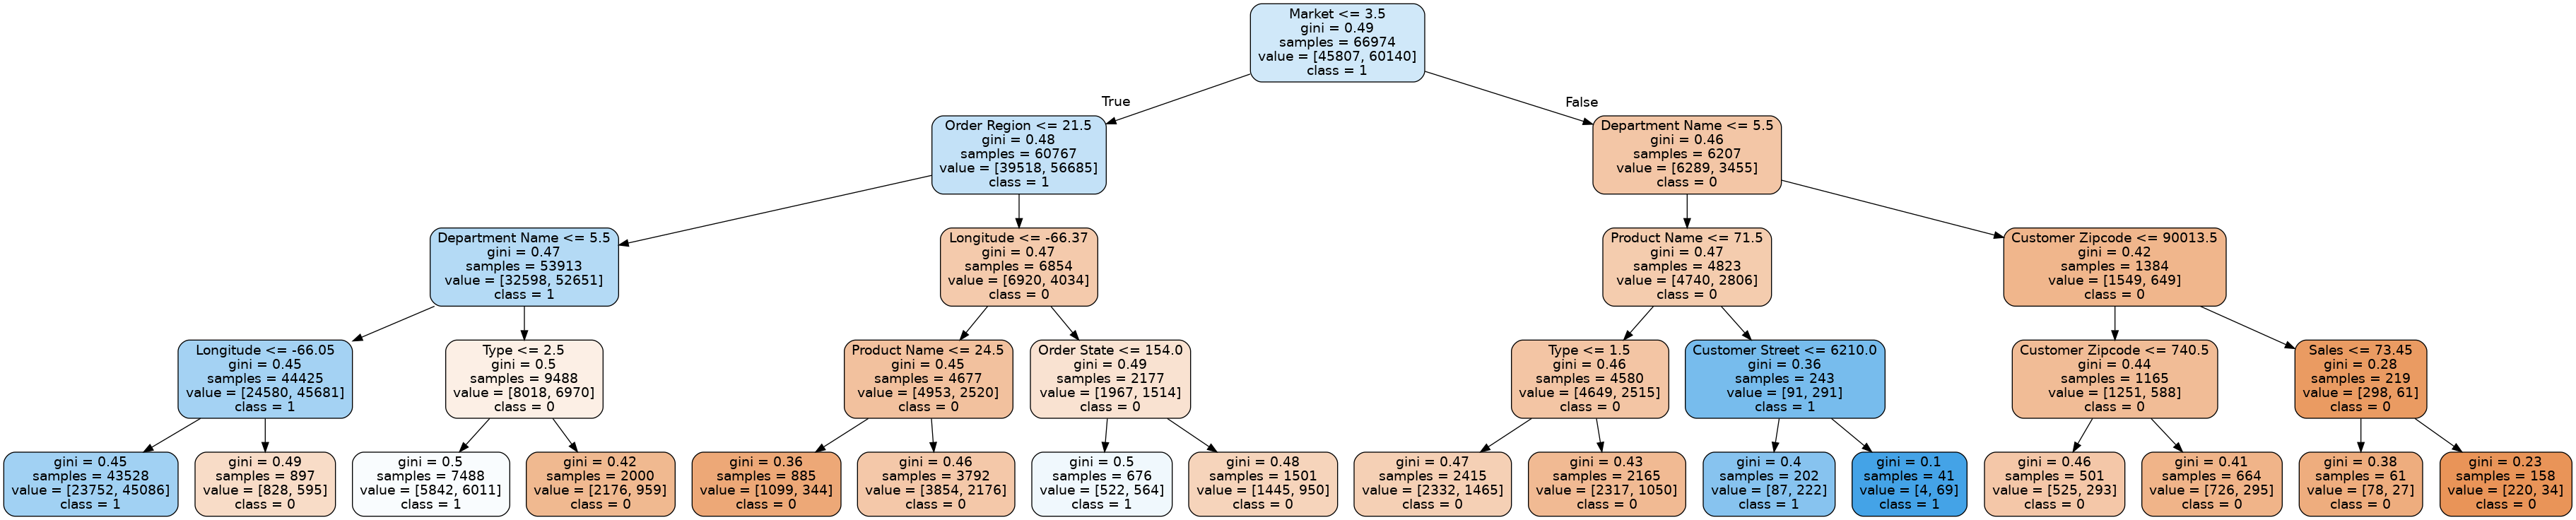 Market <= 3.5
gini = 0.49
samples = 66974
value = [45807, 60140]
class = 1
True
False
Order Region <= 21.5
gini = 0.48
samples = 60767
value = [39518, 56685]
class = 1
Department Name <= 5.5
gini = 0.46
samples = 6207
value = [6289, 3455]
class = 0
Department Name <= 5.5
gini = 0.47
samples = 53913
value = [32598, 52651]
class = 1
Longitude <= -66.37
gini = 0.47
samples = 6854
value = [6920, 4034]
class = 0
Product Name <= 71.5
gini = 0.47
samples = 4823
value = [4740, 2806]
class = 0
Customer Zipcode <= 90013.5
gini = 0.42
samples = 1384
value = [1549, 649]
class = 0
Longitude <= -66.05
gini = 0.45
samples = 44425
value = [24580, 45681]
class = 1
Type <= 2.5
gini = 0.5
samples = 9488
value = [8018, 6970]
class = 0
Product Name <= 24.5
gini = 0.45
samples = 4677
value = [4953, 2520]
class = 0
Order State <= 154.0
gini = 0.49
samples = 2177
value = [1967, 1514]
class = 0
Type <= 1.5
gini = 0.46
samples = 4580
value = [4649, 2515]
class = 0
Customer Street <= 6210.0
gini = 0.36
samples = 243
value = [91, 291]
class = 1
Customer Zipcode <= 740.5
gini = 0.44
samples = 1165
value = [1251, 588]
class = 0
Sales <= 73.45
gini = 0.28
samples = 219
value = [298, 61]
class = 0
gini = 0.45
samples = 43528
value = [23752, 45086]
class = 1
gini = 0.49
samples = 897
value = [828, 595]
class = 0
gini = 0.5
samples = 7488
value = [5842, 6011]
class = 1
gini = 0.42
samples = 2000
value = [2176, 959]
class = 0
gini = 0.36
samples = 885
value = [1099, 344]
class = 0
gini = 0.46
samples = 3792
value = [3854, 2176]
class = 0
gini = 0.5
samples = 676
value = [522, 564]
class = 1
gini = 0.48
samples = 1501
value = [1445, 950]
class = 0
gini = 0.47
samples = 2415
value = [2332, 1465]
class = 0
gini = 0.43
samples = 2165
value = [2317, 1050]
class = 0
gini = 0.4
samples = 202
value = [87, 222]
class = 1
gini = 0.1
samples = 41
value = [4, 69]
class = 1
gini = 0.46
samples = 501
value = [525, 293]
class = 0
gini = 0.41
samples = 664
value = [726, 295]
class = 0
gini = 0.38
samples = 61
value = [78, 27]
class = 0
gini = 0.23
samples = 158
value = [220, 34]
class = 0